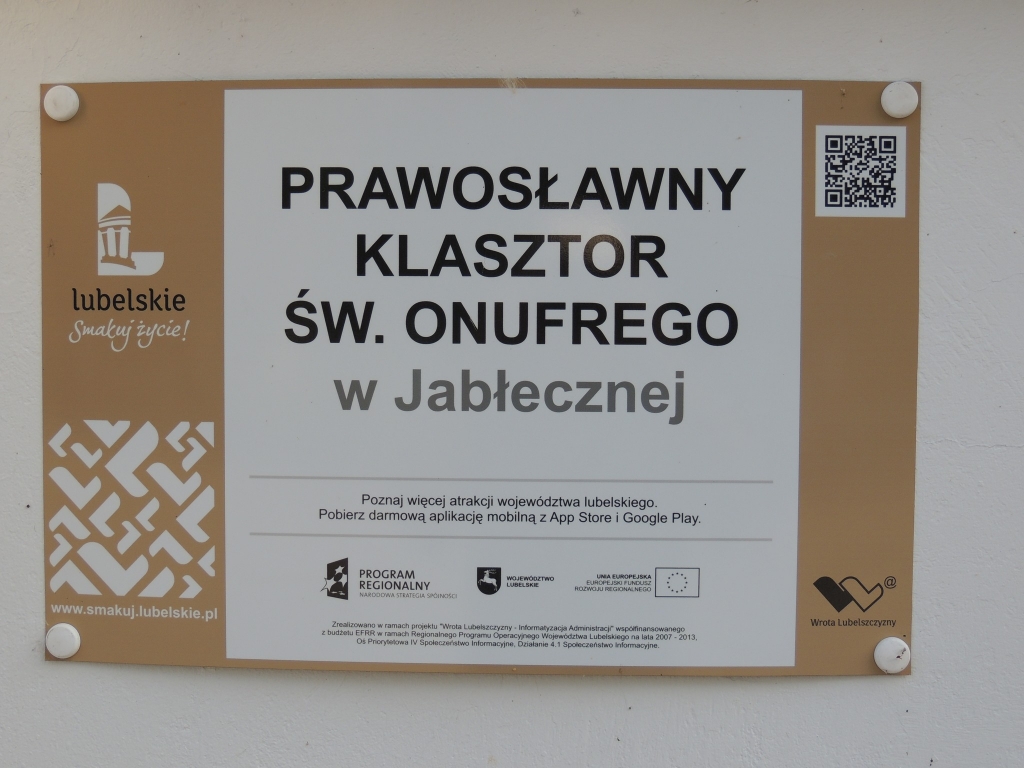 lubelskie
Smakuj życie!
www.smakuj.lubelskie.pl
PRAWOSŁAWNY
KLASZTOR
ŚW. ONUFREGO
w Jabłecznej
Poznaj więcej atrakcji województwa lubelskiego.
Pobierz darmową aplikację mobilną z App Store i Google Play.
PROGRAM
REGIONALNY
NARODOWA STRATEGIA SPÓJNOŚCI
WOJEWÓDZTWO
LUBELSKIE
UNIA EUROPEJSKA
EUROPEJSKI FUNDUSZ
ROZWOJU REGIONALNEGO
Zrealizowano w ramach projektu "Wrota Lubelszczyzny - Informatyzacja Administracji" współfinansowanego
z budżetu EFRR w ramach Regionalnego Programu Operacyjnego Województwa Lubelskiego na lata 2007 - 2013,
Oś Priorytetowa IV Społeczeństwo Informacyjne, Działanie 4.1 Społeczeństwo Informacyjne.
@
Wrota Lubelszczyzny